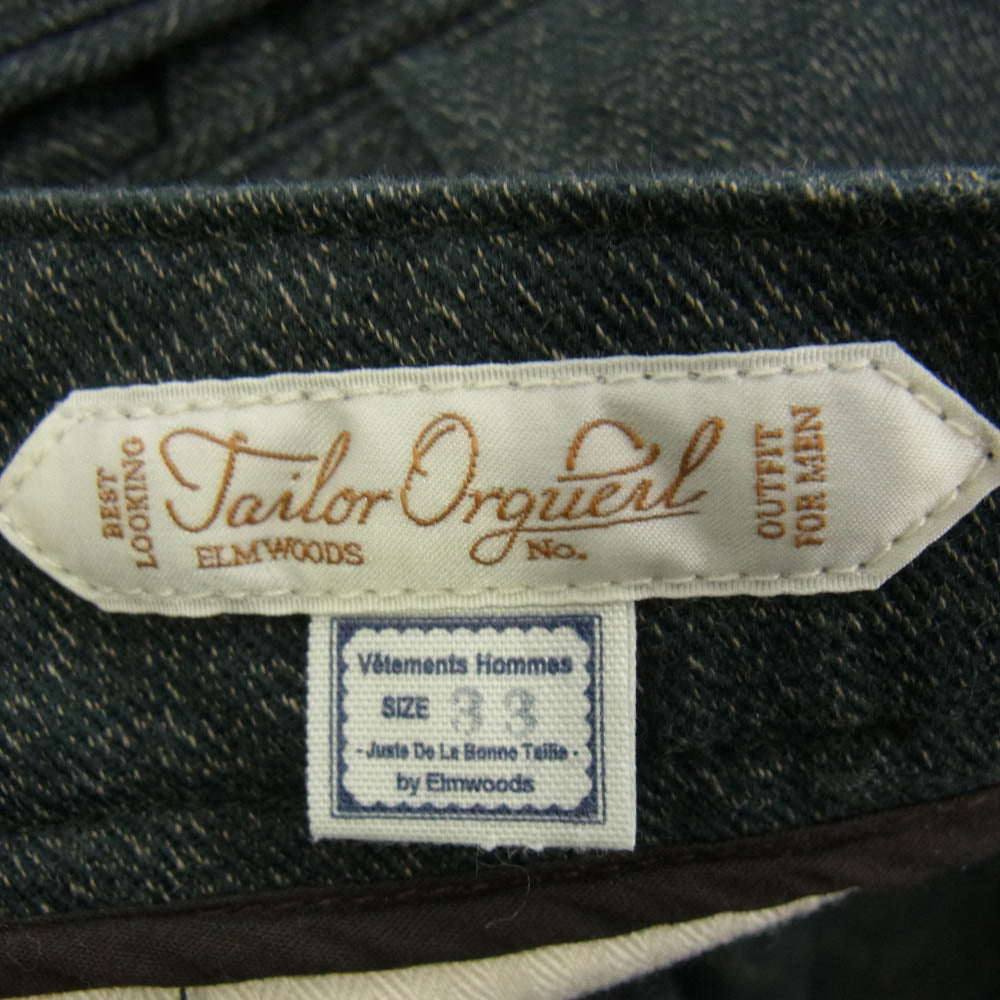 BEST
LOOKING
Tailor Orgueil
ELMWOODS No.
OUTFIT
FOR MEN
Vêtements Hommes
SIZE 33
- Juste De La Bonne Taille -
by Elmwoods